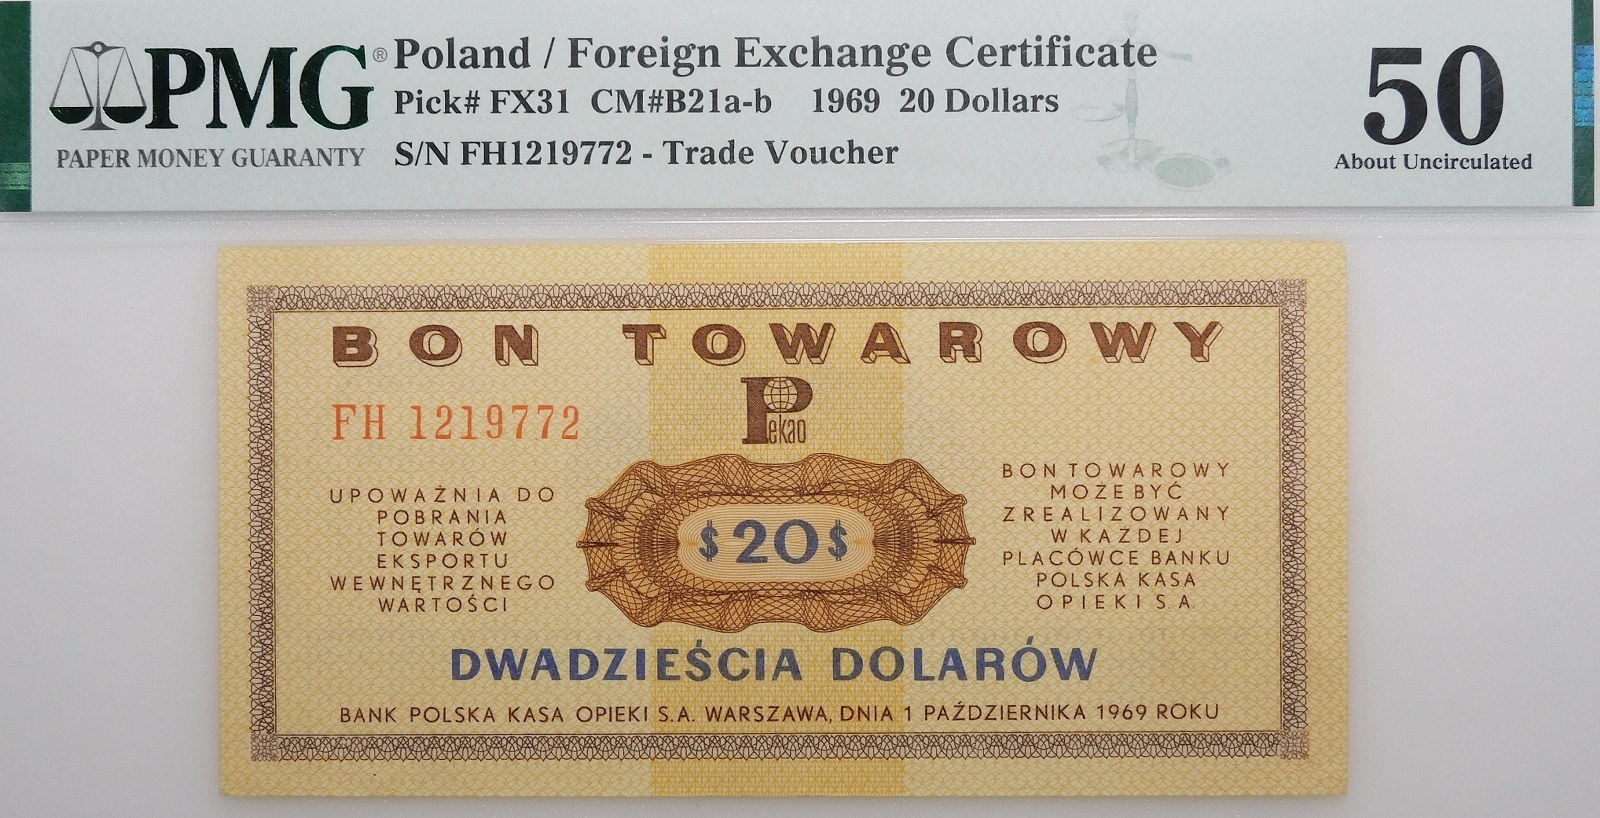 PMG®
PAPER MONEY GUARANTY
Poland / Foreign Exchange Certificate
Pick# FX31 CM#B21a-b 1969 20 Dollars
S/N FH1219772 - Trade Voucher
50
About Uncirculated
BON TOWAROWY
Pekao
FH 1219772
UPOWAŻNIA DO
POBRANIA
TOWARÓW
EKSPORTU
WEWNĘTRZNEGO
WARTOŚCI
$20$
BON TOWAROWY
MOŻE BYĆ
ZREALIZOWANY
W KAŻDEJ
PLACÓWCE BANKU
POLSKA KASA
OPIEKI S.A.
DWADZIEŚCIA DOLARÓW
BANK POLSKA KASA OPIEKI S.A. WARSZAWA, DNIA 1 PAŹDZIERNIKA 1969 ROKU